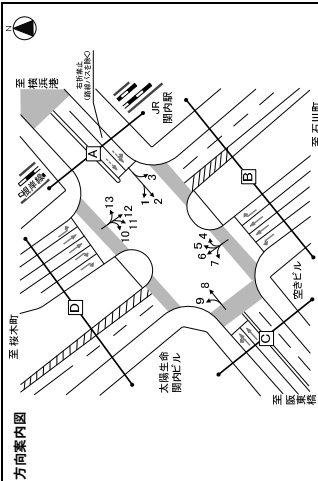 方向案内図
N
至横浜港
右折禁止
(路線バスを除く)
JR
関内駅
至石川町
根岸線
A
B
C
D
1
2
3
4
5
6
7
8
9
10
11
12
13
至桜木町
太陽生命
関内ビル
空きビル
至阪東橋